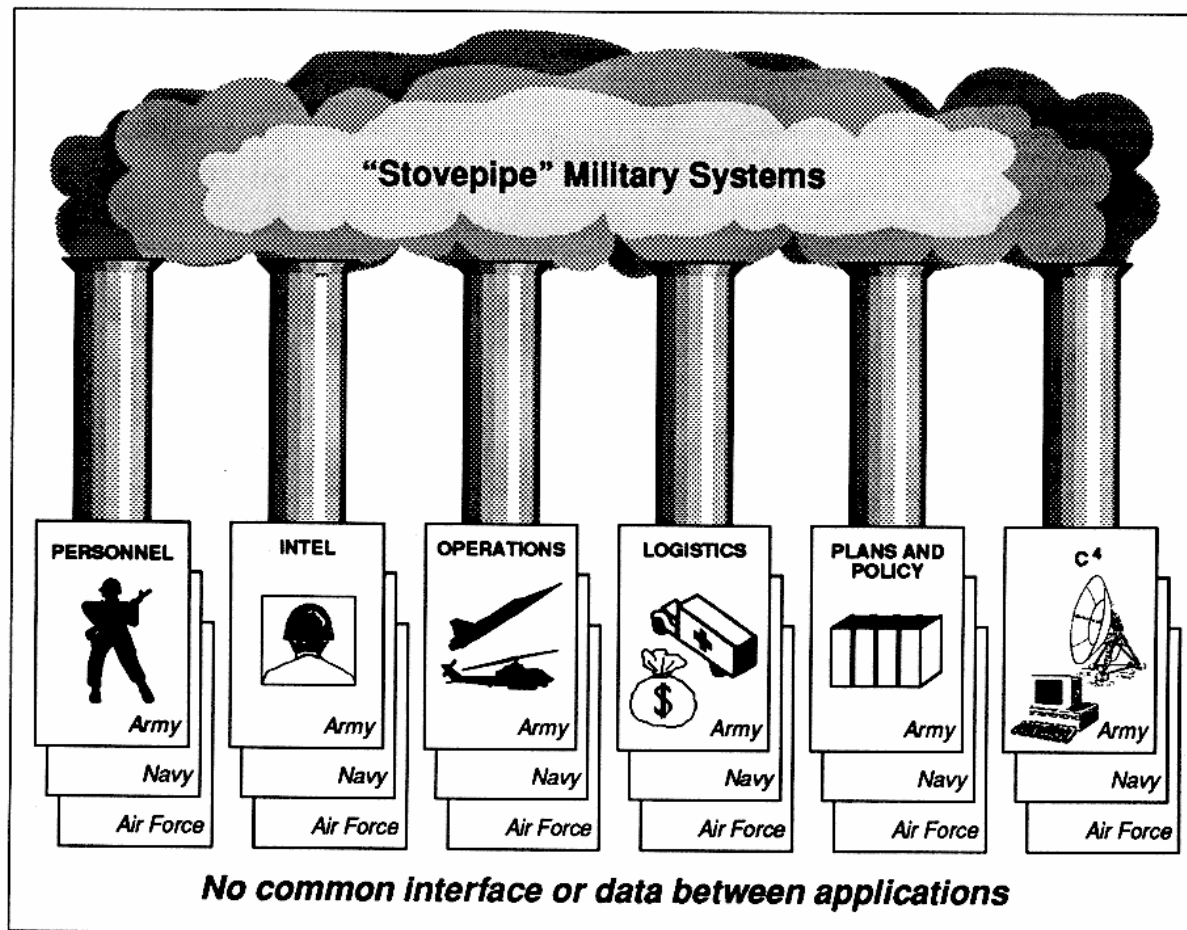 “Stovepipe” Military Systems
PERSONNEL
Army
Navy
Air Force
INTEL
Army
Navy
Air Force
OPERATIONS
Army
Navy
Air Force
LOGISTICS
$
Army
Navy
Air Force
PLANS AND
POLICY
Army
Navy
Air Force
C⁴
Army
Navy
Air Force
No common interface or data between applications